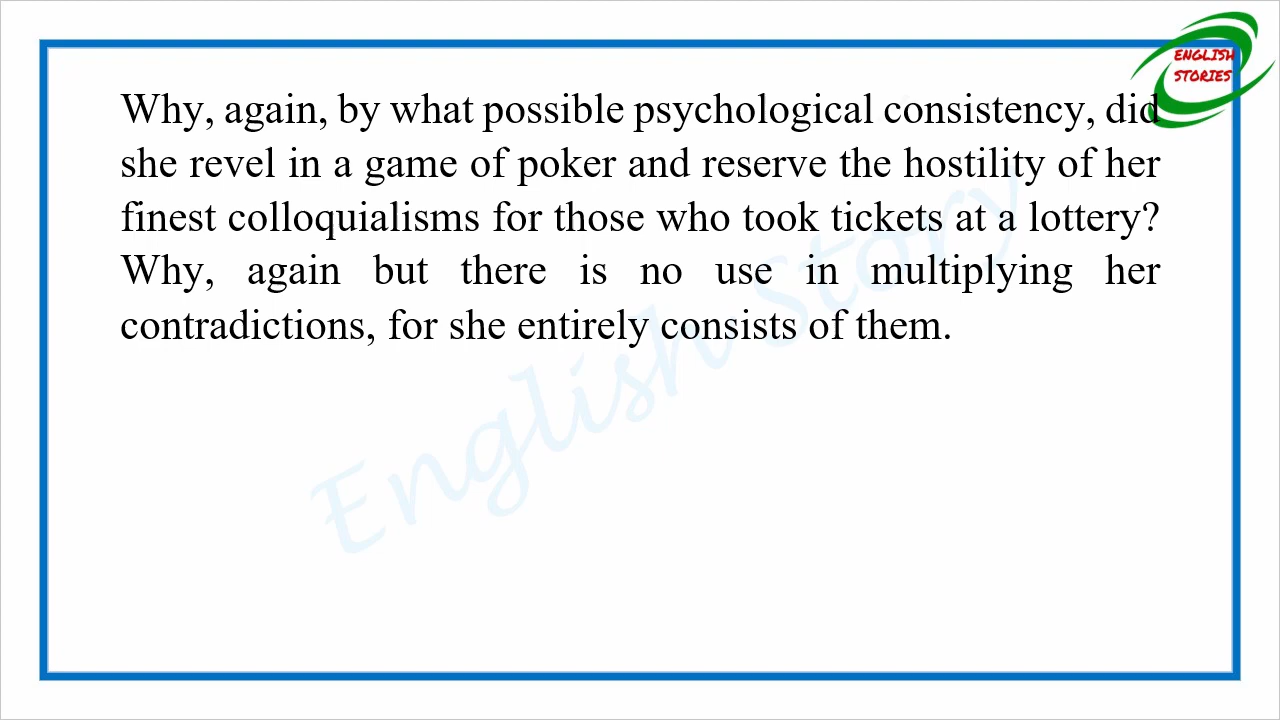 ENGLISH
STORIES
Why, again, by what possible psychological consistency, did
she revel in a game of poker and reserve the hostility of her
finest colloquialisms for those who took tickets at a lottery?
Why, again but there is no use in multiplying her
contradictions, for she entirely consists of them.
English Story